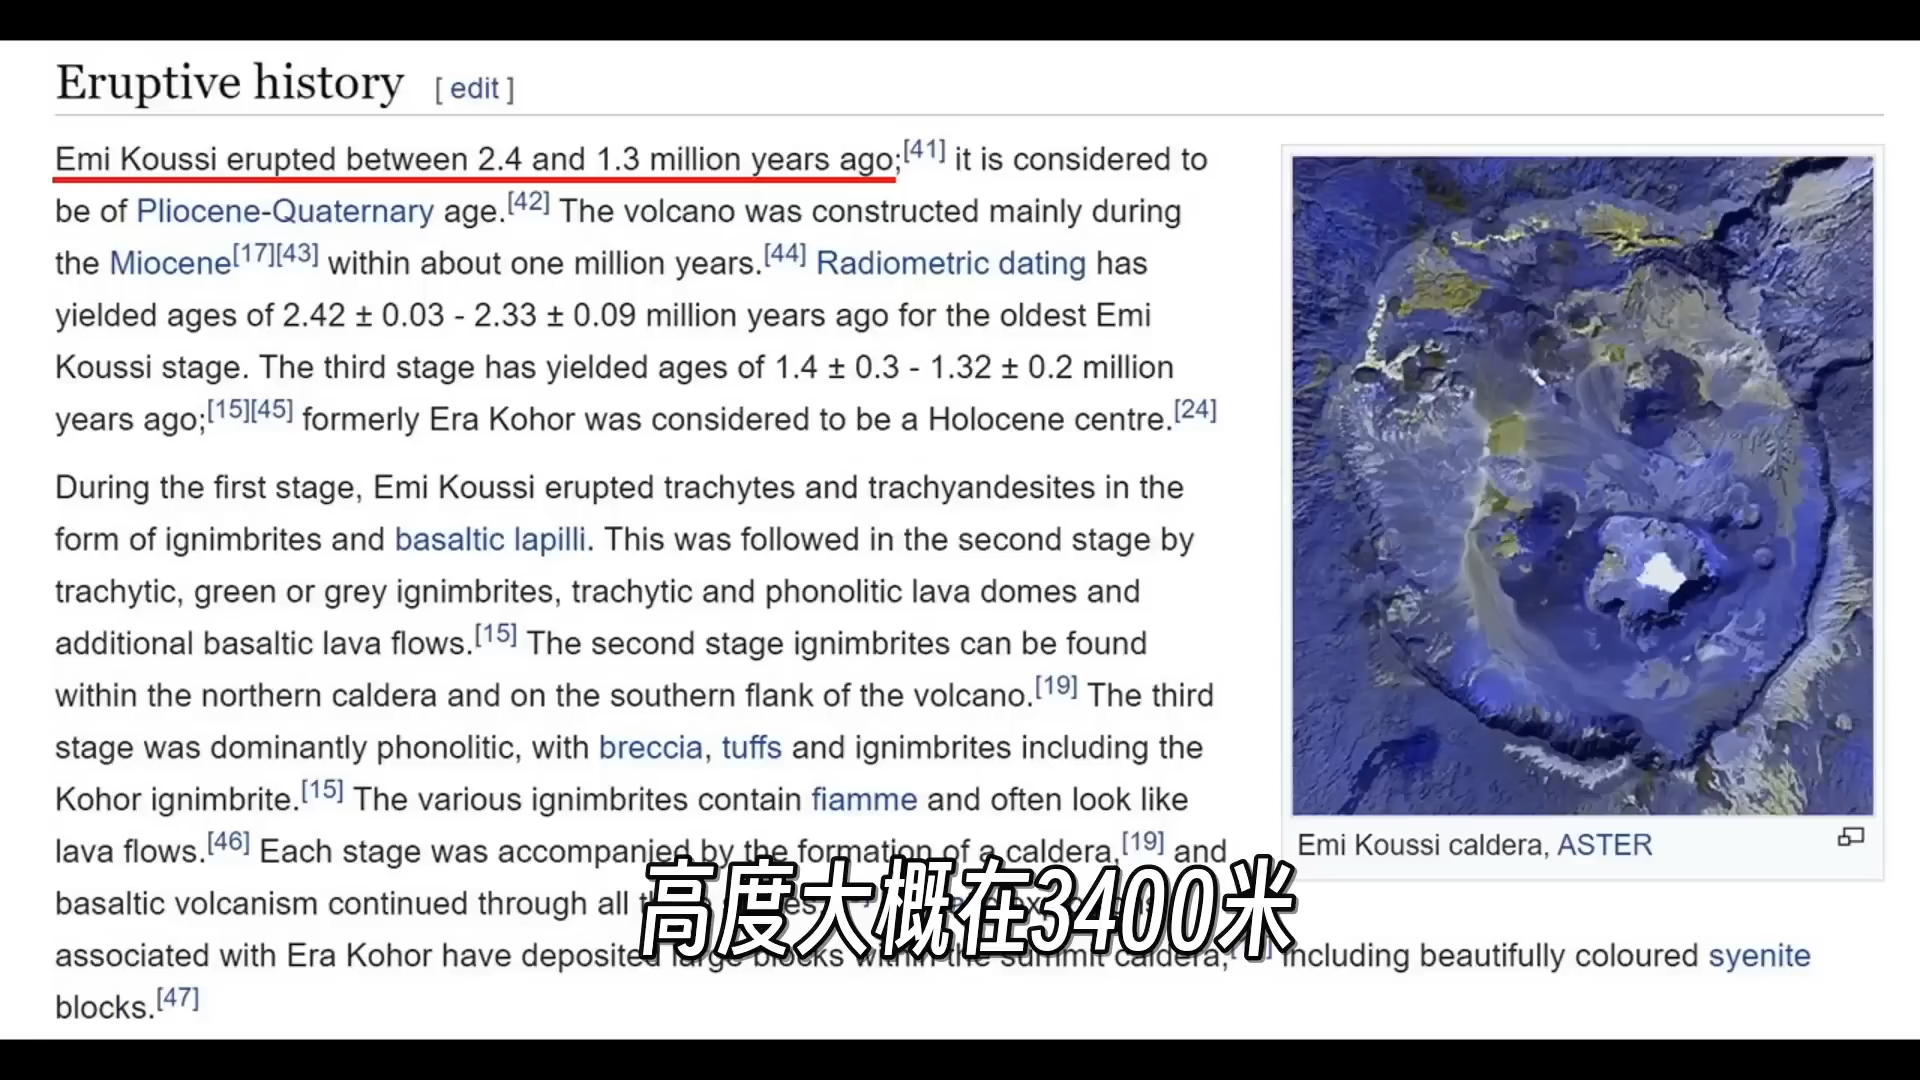 Eruptive history [ edit ]
Emi Koussi erupted between 2.4 and 1.3 million years ago;[41] it is considered to
be of Pliocene-Quaternary age.[42] The volcano was constructed mainly during
the Miocene[17][43] within about one million years.[44] Radiometric dating has
yielded ages of 2.42 ± 0.03 - 2.33 ± 0.09 million years ago for the oldest Emi
Koussi stage. The third stage has yielded ages of 1.4 ± 0.3 - 1.32 ± 0.2 million
years ago;[15][45] formerly Era Kohor was considered to be a Holocene centre.[24]
During the first stage, Emi Koussi erupted trachytes and trachyandesites in the
form of ignimbrites and basaltic lapilli. This was followed in the second stage by
trachytic, green or grey ignimbrites, trachytic and phonolitic lava domes and
additional basaltic lava flows.[15] The second stage ignimbrites can be found
within the northern caldera and on the southern flank of the volcano.[19] The third
stage was dominantly phonolitic, with breccia, tuffs and ignimbrites including the
Kohor ignimbrite.[15] The various ignimbrites contain fiamme and often look like
lava flows.[46] Each stage was accompanied by the formation of a caldera,[19] and
basaltic volcanism continued through all
associated with Era Kohor have deposited large blocks within the summit caldera, including beautifully coloured syenite
blocks.[47]
Emi Koussi caldera, ASTER
高度大概在3400米